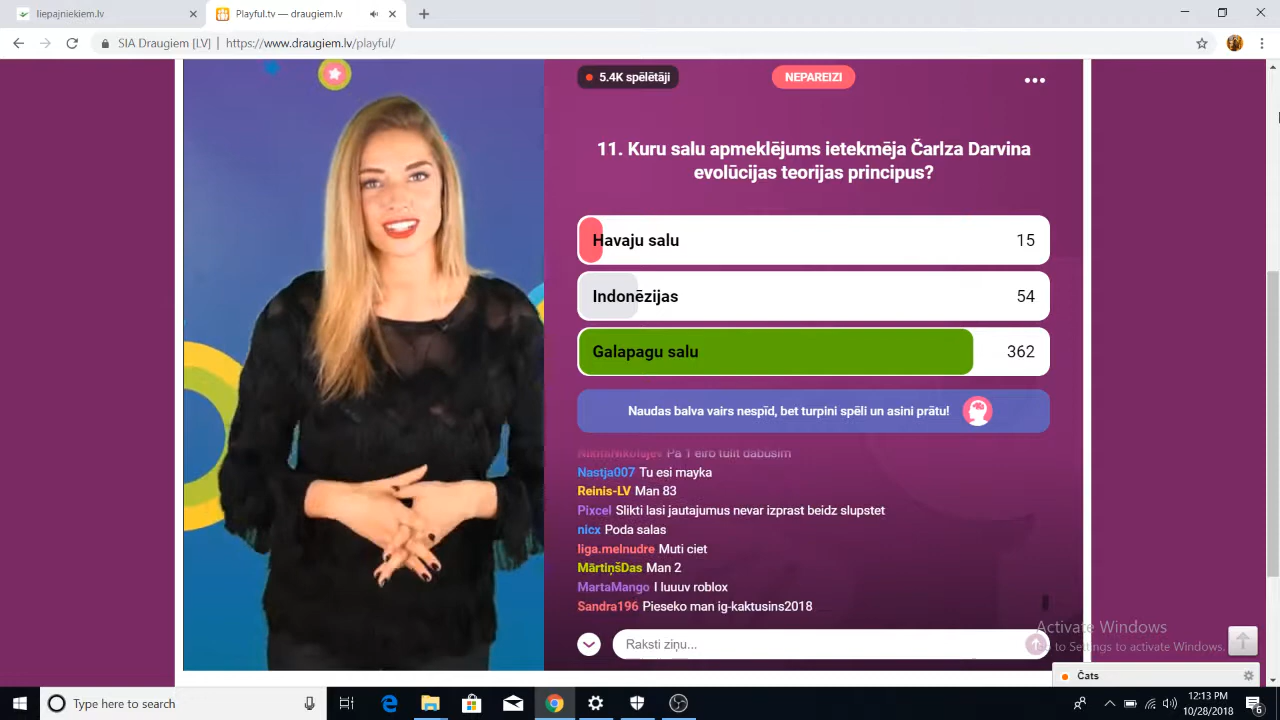 liepajniekiem.lv
Playful.tv — draugiem.lv
SIA Draugiem [LV]
https://www.draugiem.lv/playful/
5.4K spēlētāji
NEPAREIZI
11. Kuru salu apmeklējums ietekmēja Čarlza Darvina
evolūcijas teorijas principus?
Havaju salu 15
Indonēzijas 54
Galapagu salu 362
Naudas balva vairs nespīd, bet turpini spēli un asini prātu!
NikmiNikolajev Pa 1 eiro tulit dabusim
Nastja007 Tu esi mayka
Reinis-LV Man 83
Pixcel Slikti lasi jautajumus nevar izprast beidz slupstet
nicx Poda salas
liga.melnudre Muti ciet
MārtiņšDas Man 2
MartaMango I luuuv roblox
Sandra196 Pieseko man ig-kaktusins2018
Raksti ziņu...
Activate Windows
Go to Settings to activate Windows.
Čats
Type here to search
12:13 PM
10/28/2018
6